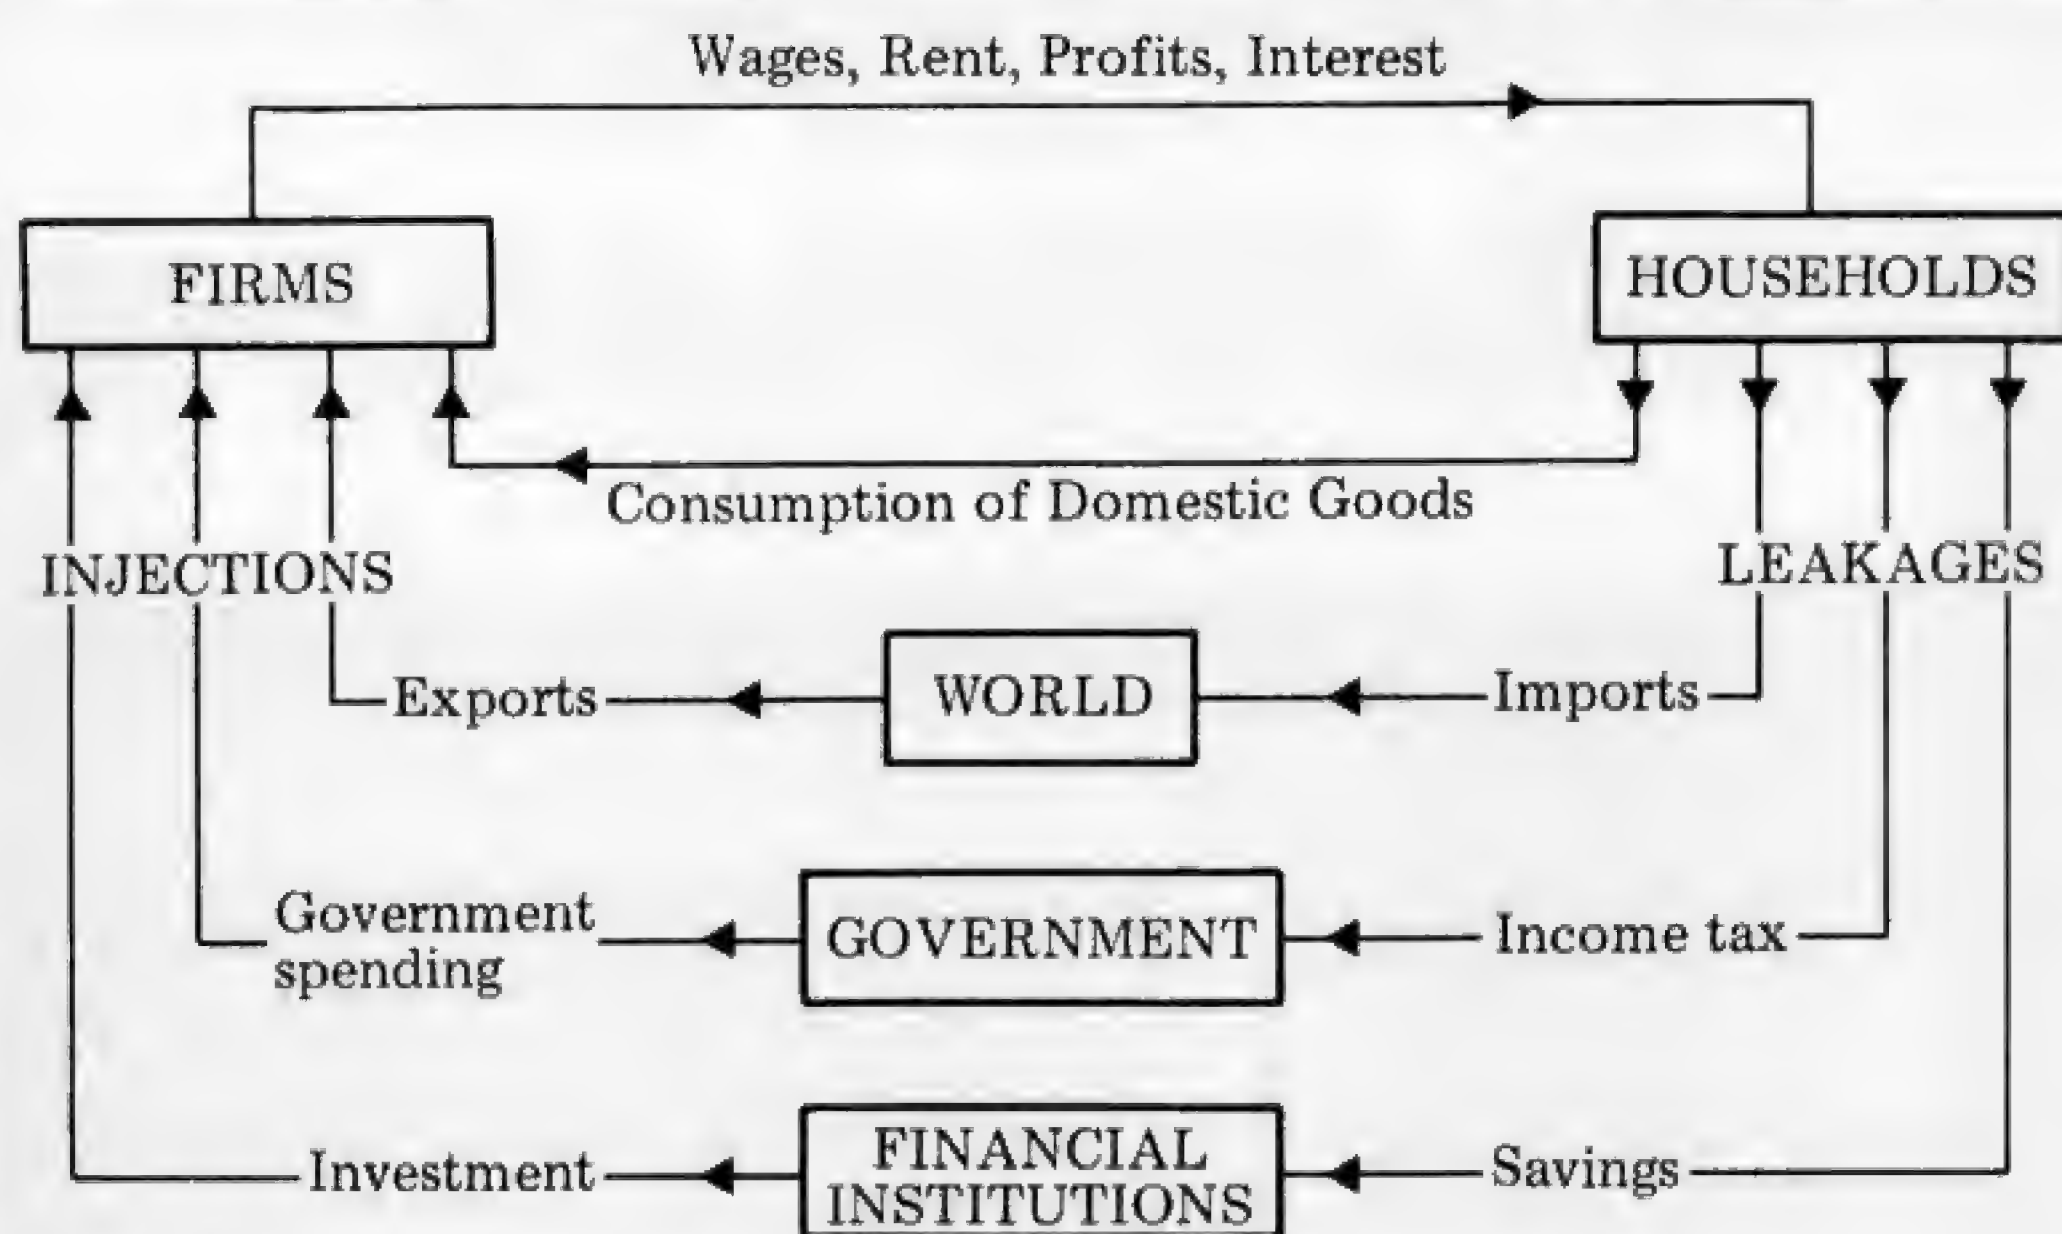 Wages, Rent, Profits, Interest
FIRMS
HOUSEHOLDS
Consumption of Domestic Goods
INJECTIONS
LEAKAGES
Exports
WORLD
Imports
Government
spending
GOVERNMENT
Income tax
Investment
FINANCIAL
INSTITUTIONS
Savings